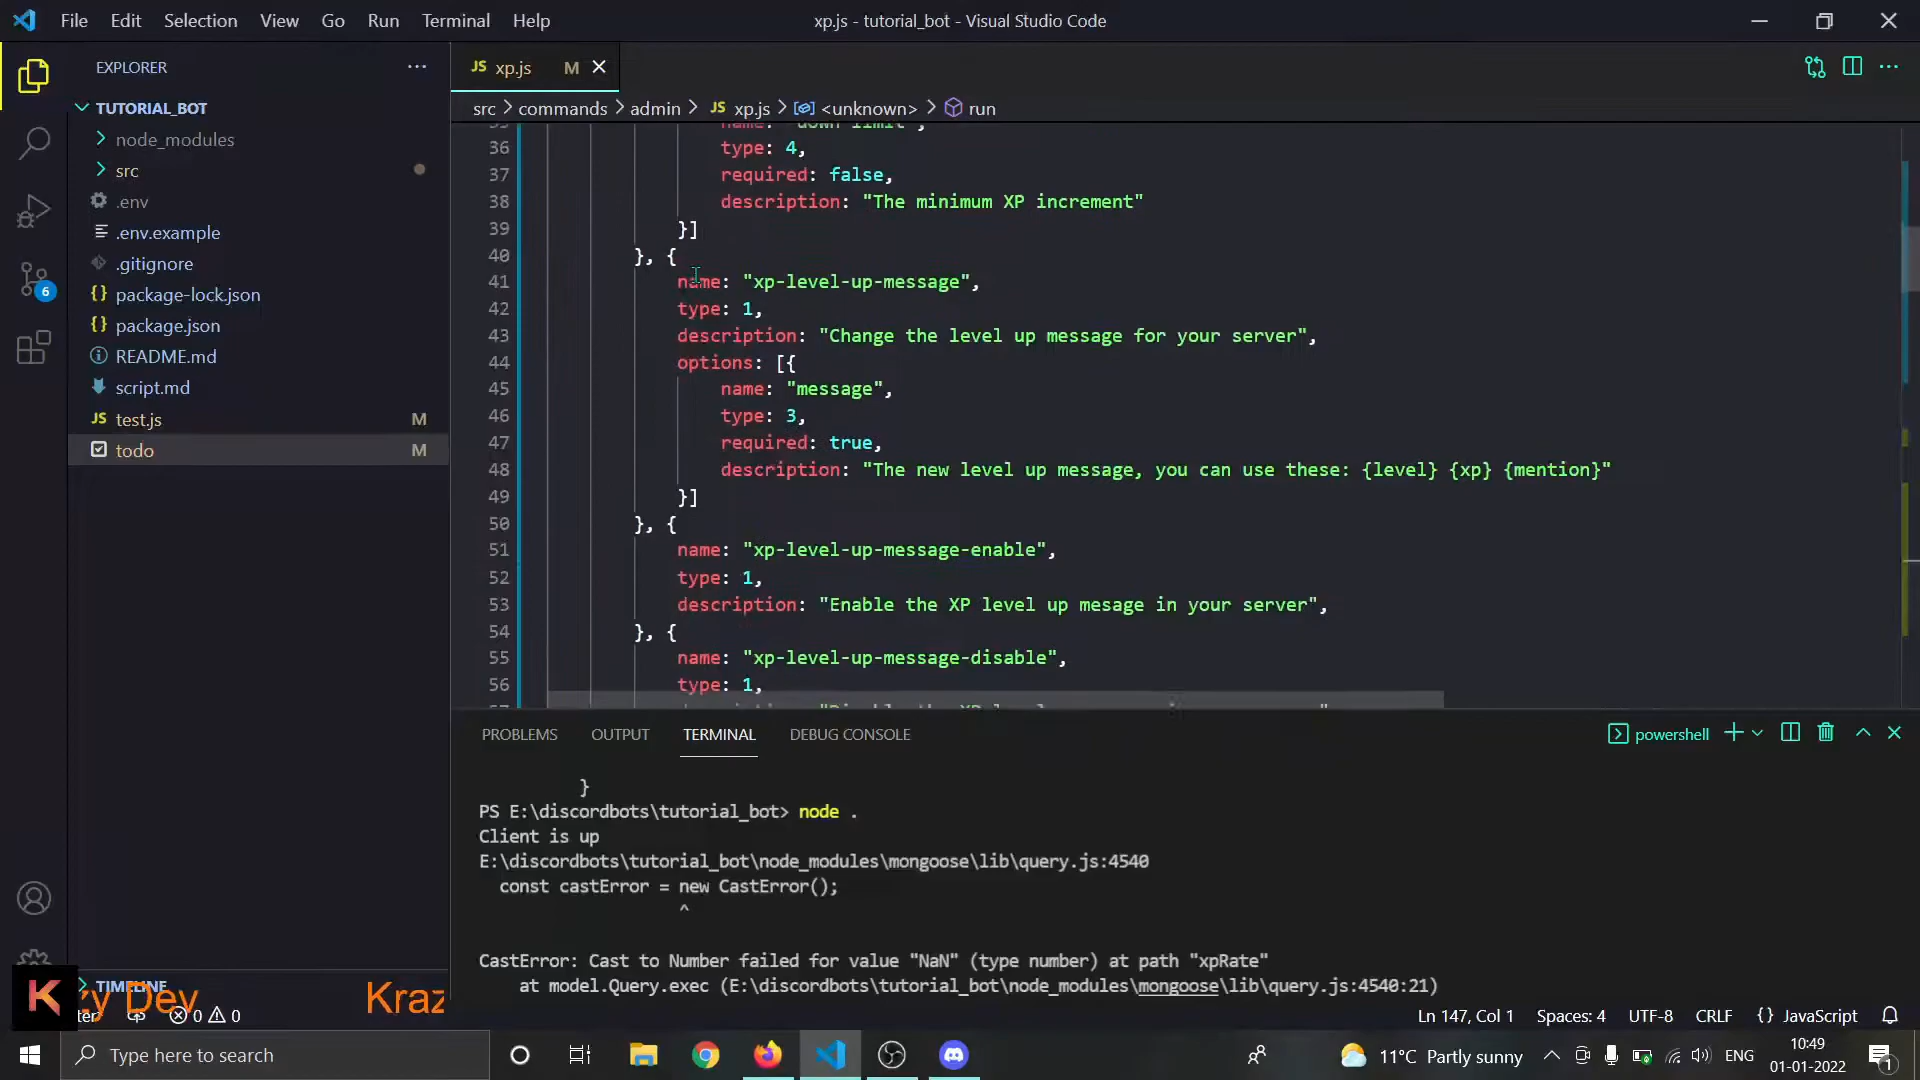 File Edit Selection View Go Run Terminal Help
xp.js - tutorial_bot - Visual Studio Code
EXPLORER
TUTORIAL_BOT
node_modules
src
.env
.env.example
.gitignore
package-lock.json
package.json
README.md
script.md
test.js M
todo M
6
TIMELINE
JS xp.js M
src > commands > admin > JS xp.js > <unknown> > run
36 type: 4,
37 required: false,
38 description: "The minimum XP increment"
39 }]
40 }, {
41 name: "xp-level-up-message",
42 type: 1,
43 description: "Change the level up message for your server",
44 options: [{
45 name: "message",
46 type: 3,
47 required: true,
48 description: "The new level up message, you can use these: {level} {xp} {mention}"
49 }]
50 }, {
51 name: "xp-level-up-message-enable",
52 type: 1,
53 description: "Enable the XP level up mesage in your server",
54 }, {
55 name: "xp-level-up-message-disable",
56 type: 1,
PROBLEMS OUTPUT TERMINAL DEBUG CONSOLE
powershell
}
PS E:\discordbots\tutorial_bot> node .
Client is up
E:\discordbots\tutorial_bot\node_modules\mongoose\lib\query.js:4540
const castError = new CastError();
^
CastError: Cast to Number failed for value "NaN" (type number) at path "xpRate"
at model.Query.exec (E:\discordbots\tutorial_bot\node_modules\mongoose\lib\query.js:4540:21)
K zy Dev Kraz
0 0
Ln 147, Col 1 Spaces: 4 UTF-8 CRLF {} JavaScript
Type here to search
11°C Partly sunny
ENG
10:49
01-01-2022
1